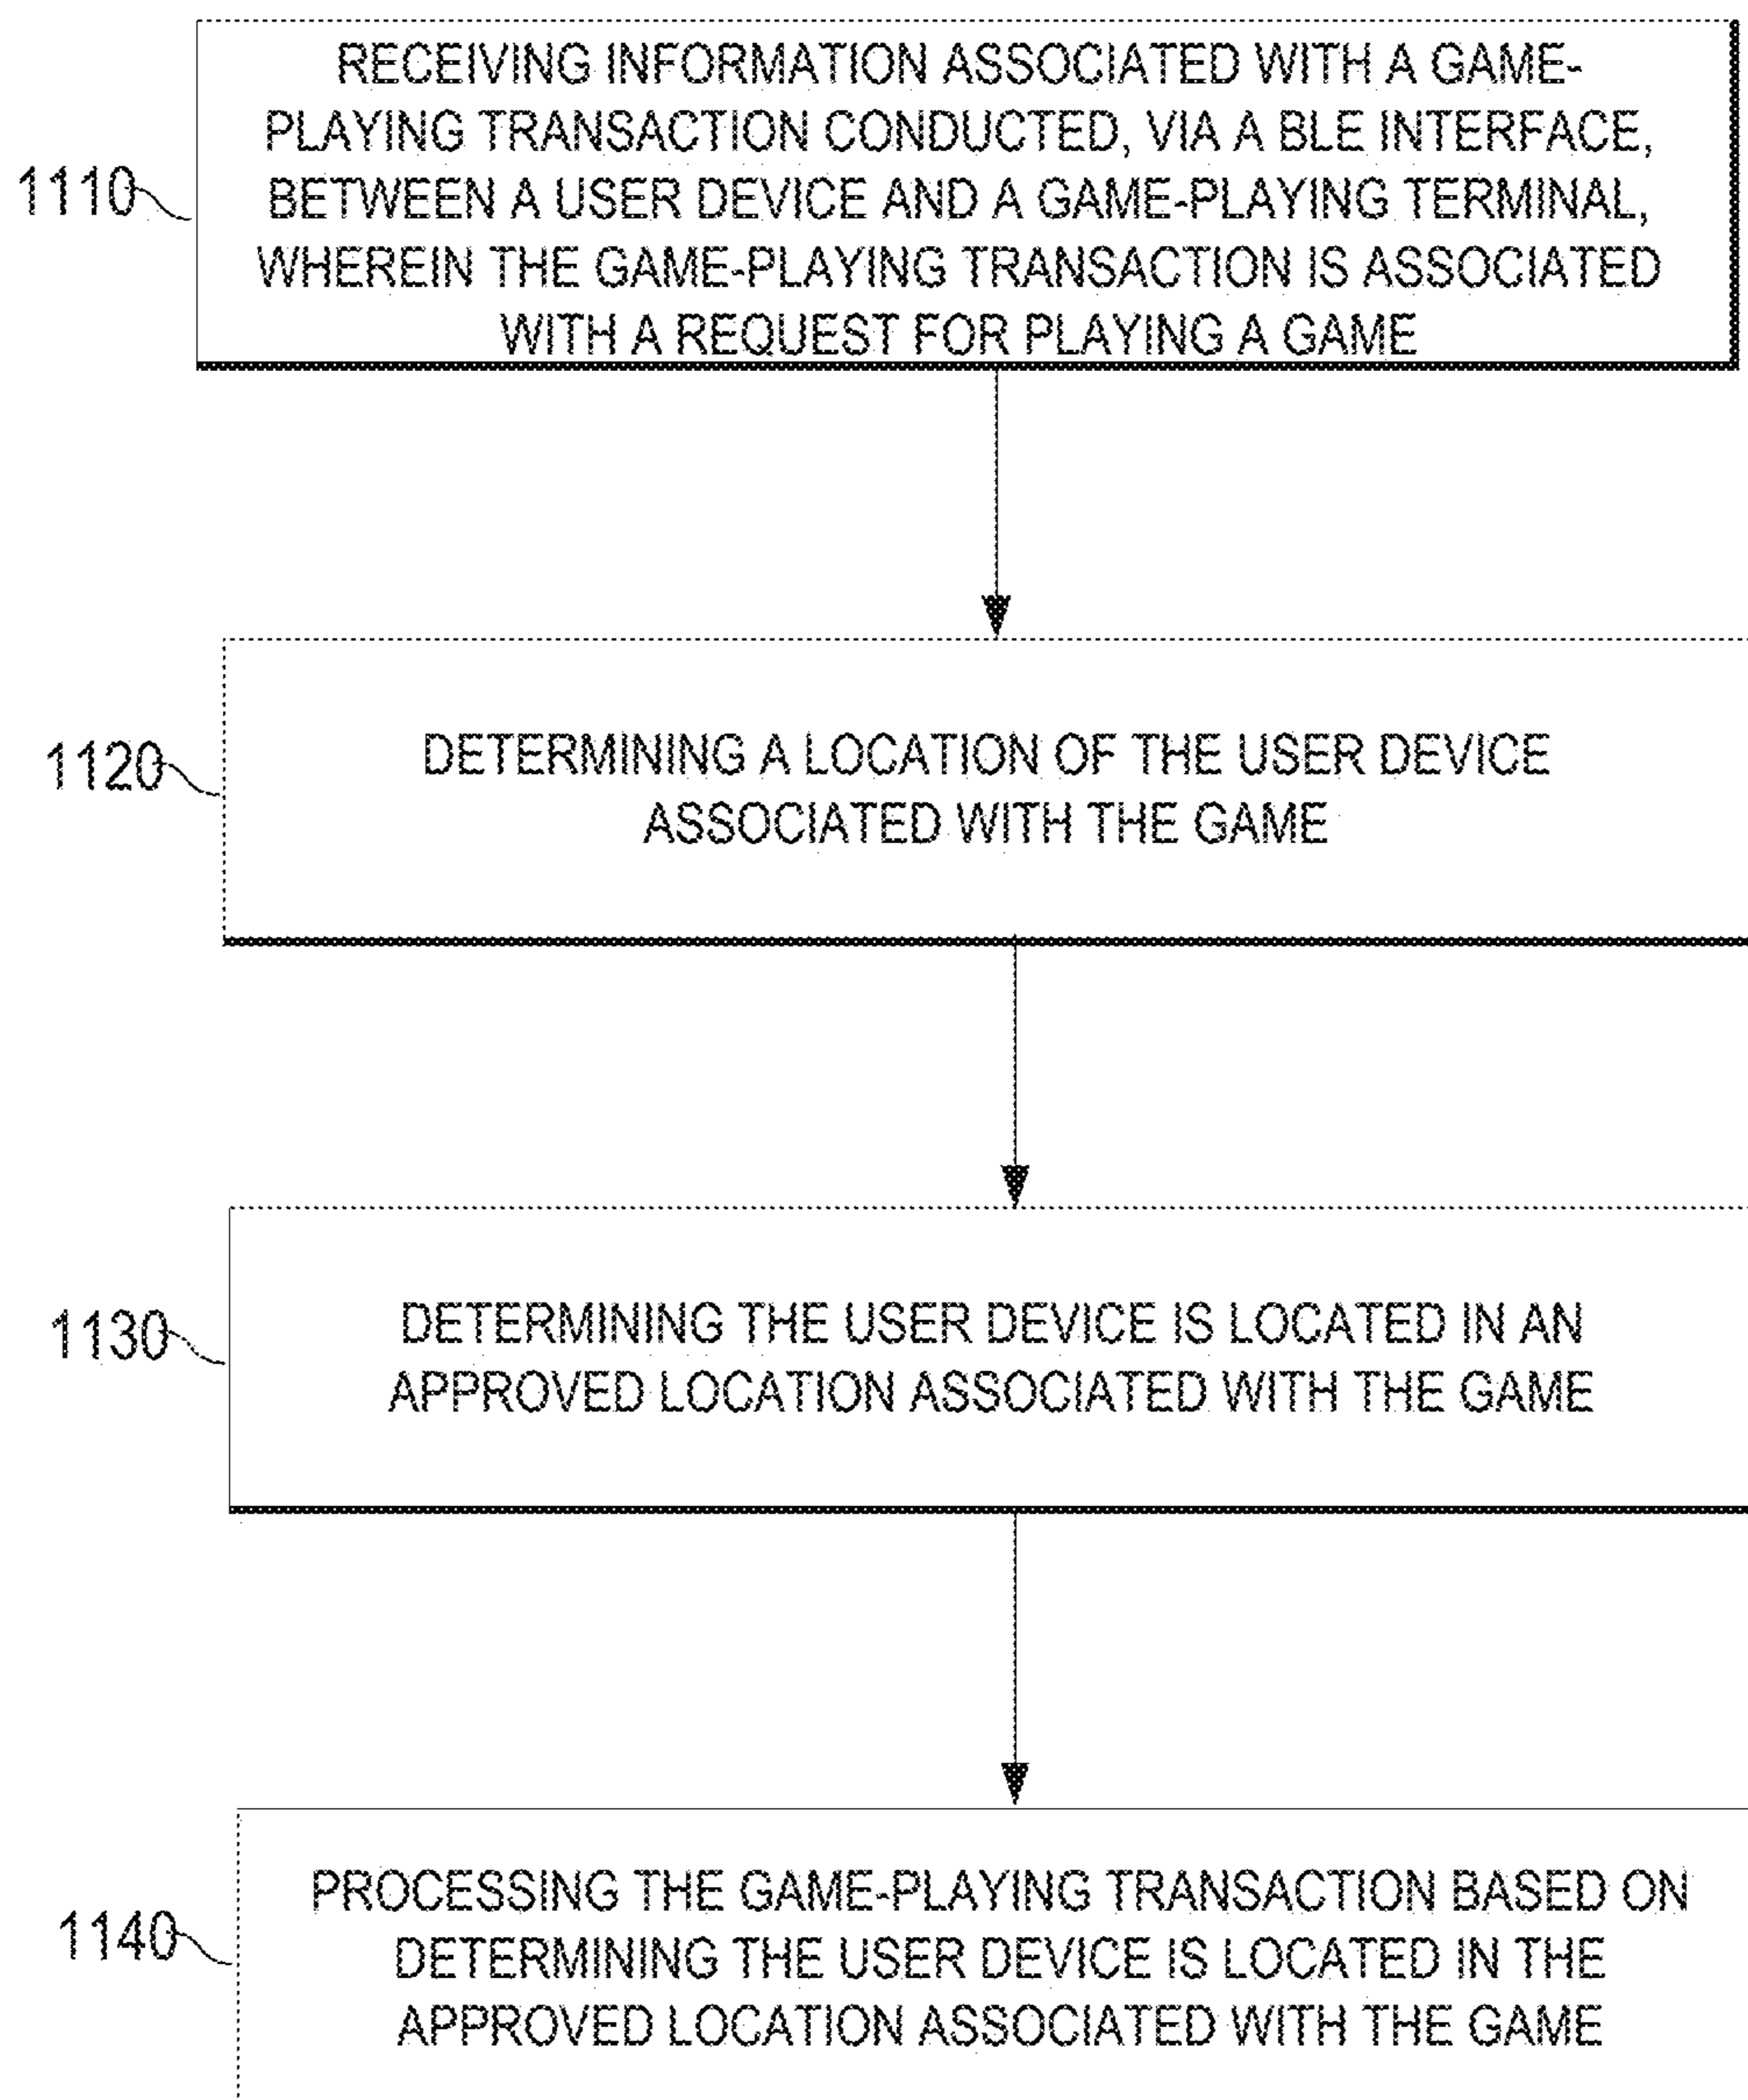 RECEIVING INFORMATION ASSOCIATED WITH A GAME-
PLAYING TRANSACTION CONDUCTED, VIA A BLE INTERFACE,
1110
BETWEEN A USER DEVICE AND A GAME-PLAYING TERMINAL,
WHEREIN THE GAME-PLAYING TRANSACTION IS ASSOCIATED
WITH A REQUEST FOR PLAYING A GAME
1120
DETERMINING A LOCATION OF THE USER DEVICE
ASSOCIATED WITH THE GAME
1130
DETERMINING THE USER DEVICE IS LOCATED IN AN
APPROVED LOCATION ASSOCIATED WITH THE GAME
1140
PROCESSING THE GAME-PLAYING TRANSACTION BASED ON
DETERMINING THE USER DEVICE IS LOCATED IN THE
APPROVED LOCATION ASSOCIATED WITH THE GAME